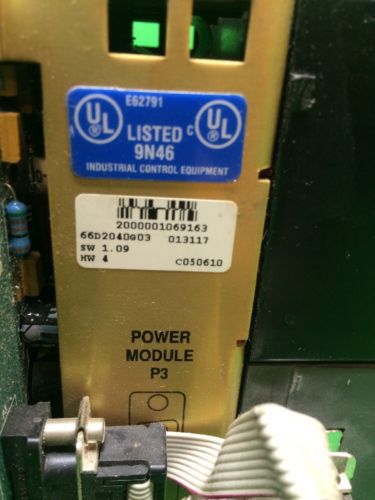 E62791
UL
LISTED
C UL
9N46
INDUSTRIAL CONTROL EQUIPMENT
2000001069163
66D2040G03 013117
SW 1.09
HW 4 C050610
POWER
MODULE
P3